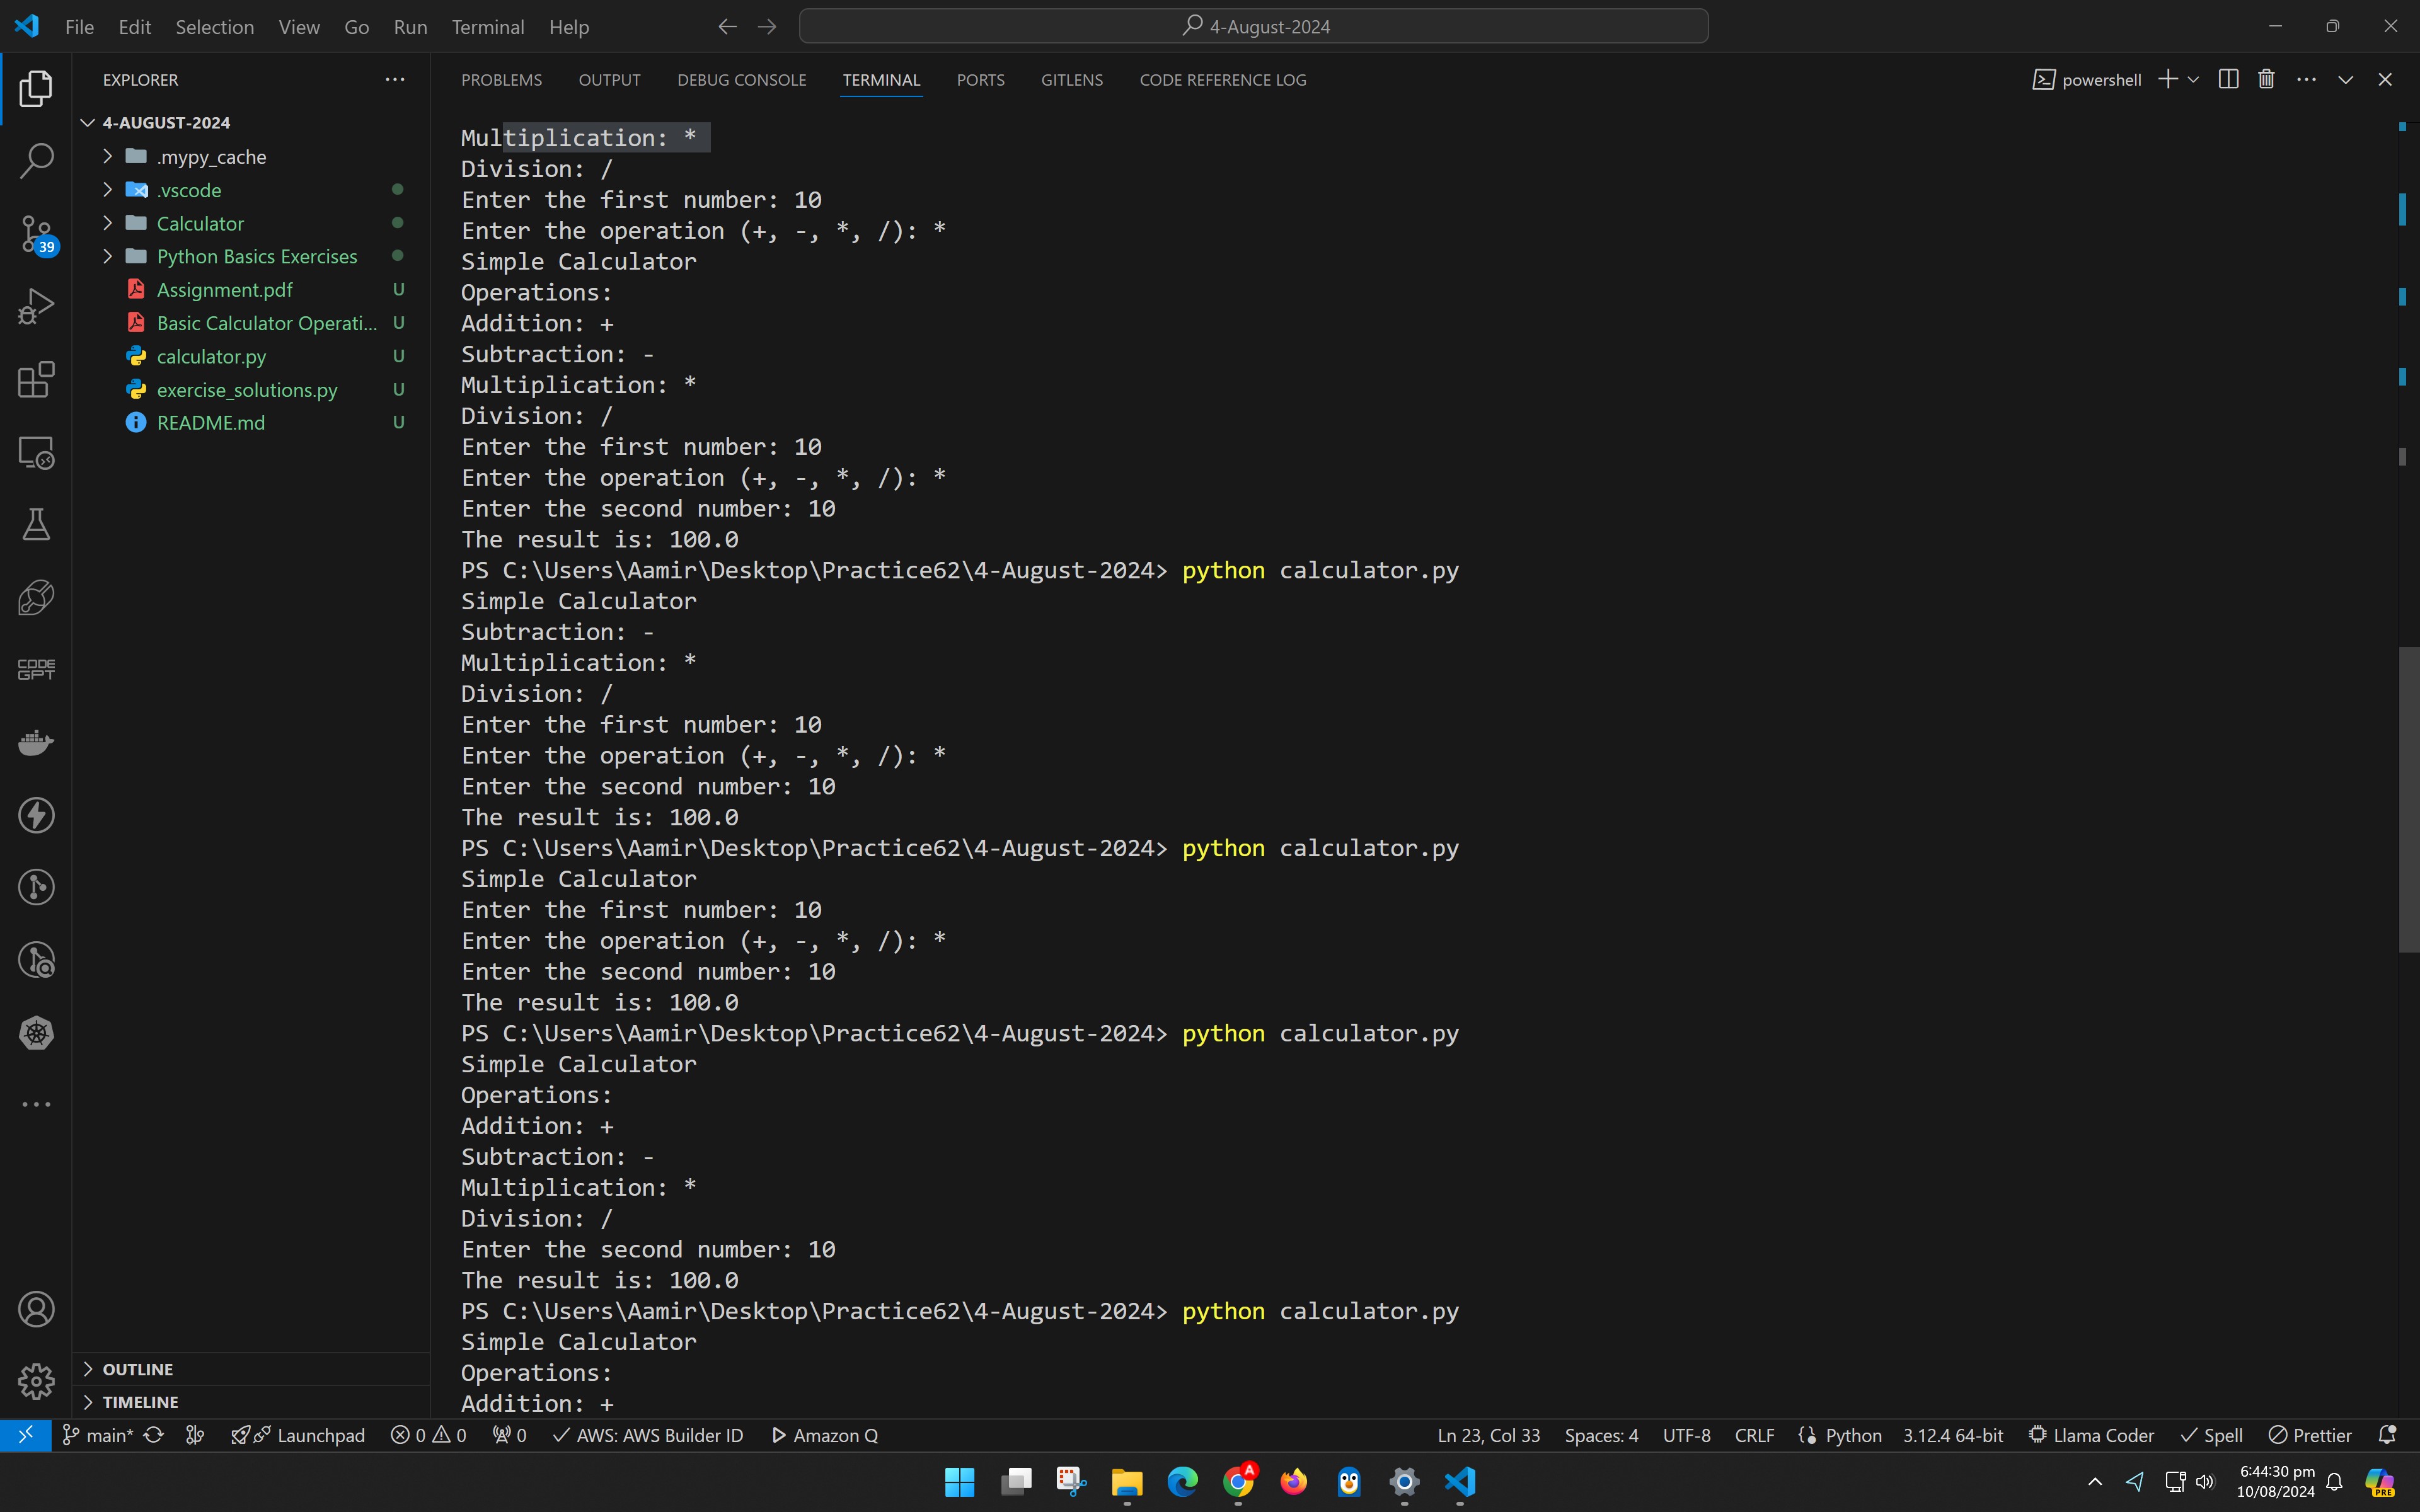 File Edit Selection View Go Run Terminal Help
4-August-2024
EXPLORER
PROBLEMS OUTPUT DEBUG CONSOLE TERMINAL PORTS GITLENS CODE REFERENCE LOG
powershell
4-AUGUST-2024
.mypy_cache
.vscode
Calculator
Python Basics Exercises
Assignment.pdf U
Basic Calculator Operati... U
calculator.py U
exercise_solutions.py U
README.md U
39
CODE
GPT
OUTLINE
TIMELINE
Multiplication: *
Division: /
Enter the first number: 10
Enter the operation (+, -, *, /): *
Simple Calculator
Operations:
Addition: +
Subtraction: -
Multiplication: *
Division: /
Enter the first number: 10
Enter the operation (+, -, *, /): *
Enter the second number: 10
The result is: 100.0
PS C:\Users\Aamir\Desktop\Practice62\4-August-2024> python calculator.py
Simple Calculator
Subtraction: -
Multiplication: *
Division: /
Enter the first number: 10
Enter the operation (+, -, *, /): *
Enter the second number: 10
The result is: 100.0
PS C:\Users\Aamir\Desktop\Practice62\4-August-2024> python calculator.py
Simple Calculator
Enter the first number: 10
Enter the operation (+, -, *, /): *
Enter the second number: 10
The result is: 100.0
PS C:\Users\Aamir\Desktop\Practice62\4-August-2024> python calculator.py
Simple Calculator
Operations:
Addition: +
Subtraction: -
Multiplication: *
Division: /
Enter the second number: 10
The result is: 100.0
PS C:\Users\Aamir\Desktop\Practice62\4-August-2024> python calculator.py
Simple Calculator
Operations:
Addition: +
main* Launchpad 0 0 0 AWS: AWS Builder ID Amazon Q Ln 23, Col 33 Spaces: 4 UTF-8 CRLF Python 3.12.4 64-bit Llama Coder Spell Prettier
A
6:44:30 pm
10/08/2024
PRE